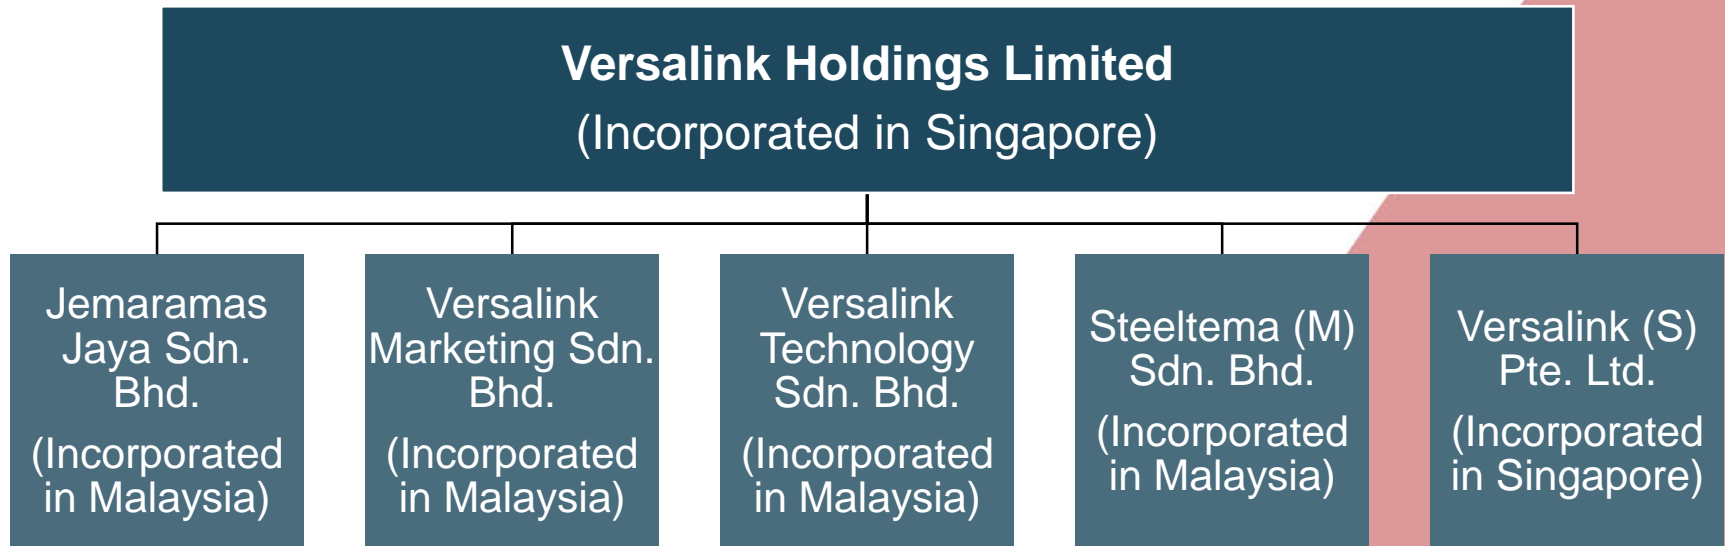 Versalink Holdings Limited
(Incorporated in Singapore)
Jemaramas
Jaya Sdn.
Bhd.
(Incorporated
in Malaysia)
Versalink
Marketing Sdn.
Bhd.
(Incorporated
in Malaysia)
Versalink
Technology
Sdn. Bhd.
(Incorporated
in Malaysia)
Steeltema (M)
Sdn. Bhd.
(Incorporated
in Malaysia)
Versalink (S)
Pte. Ltd.
(Incorporated
in Singapore)